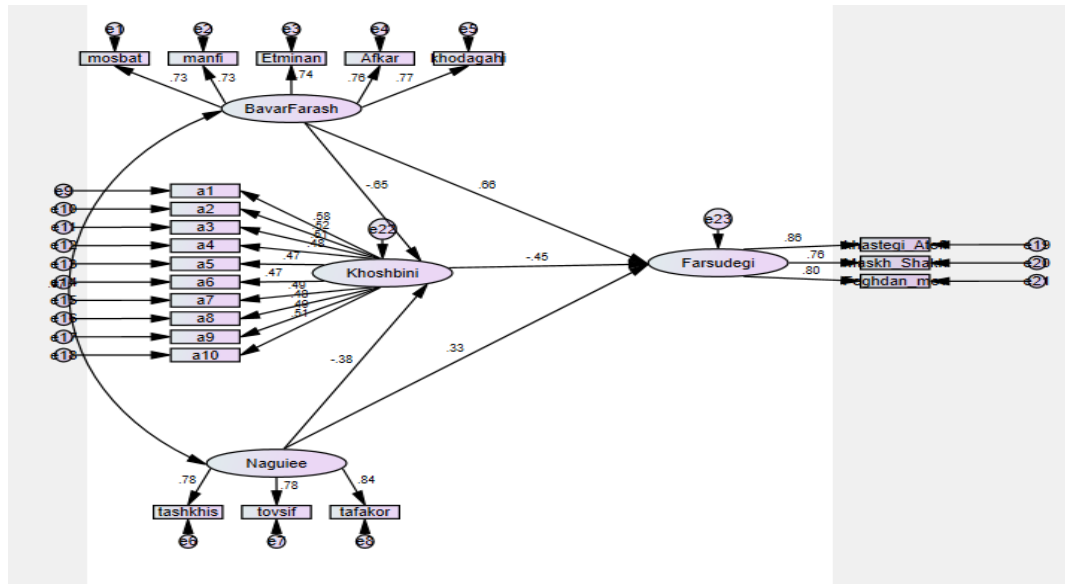 e1 e2 e3 e4 e5
mosbat manfi Etminan Afkar khodagahi
.73 .73 .74 .76 .77
BavarFarash
-.65 .66
e9 a1
e10 a2 .58
e11 a3 .52
e12 a4 .51
.48
e22
e23
a5 .47
a6 .47
Khoshbini
-.45
Farsudegi
.86 e19
.76 e20
.80 e21
e15 a7 .49
a8 .48
e17 a9 .49
e18 a10 .51
-.38 .33
Naguiee
.78 .78 .84
tashkhis tovsif tafakor
e6 e7 e8